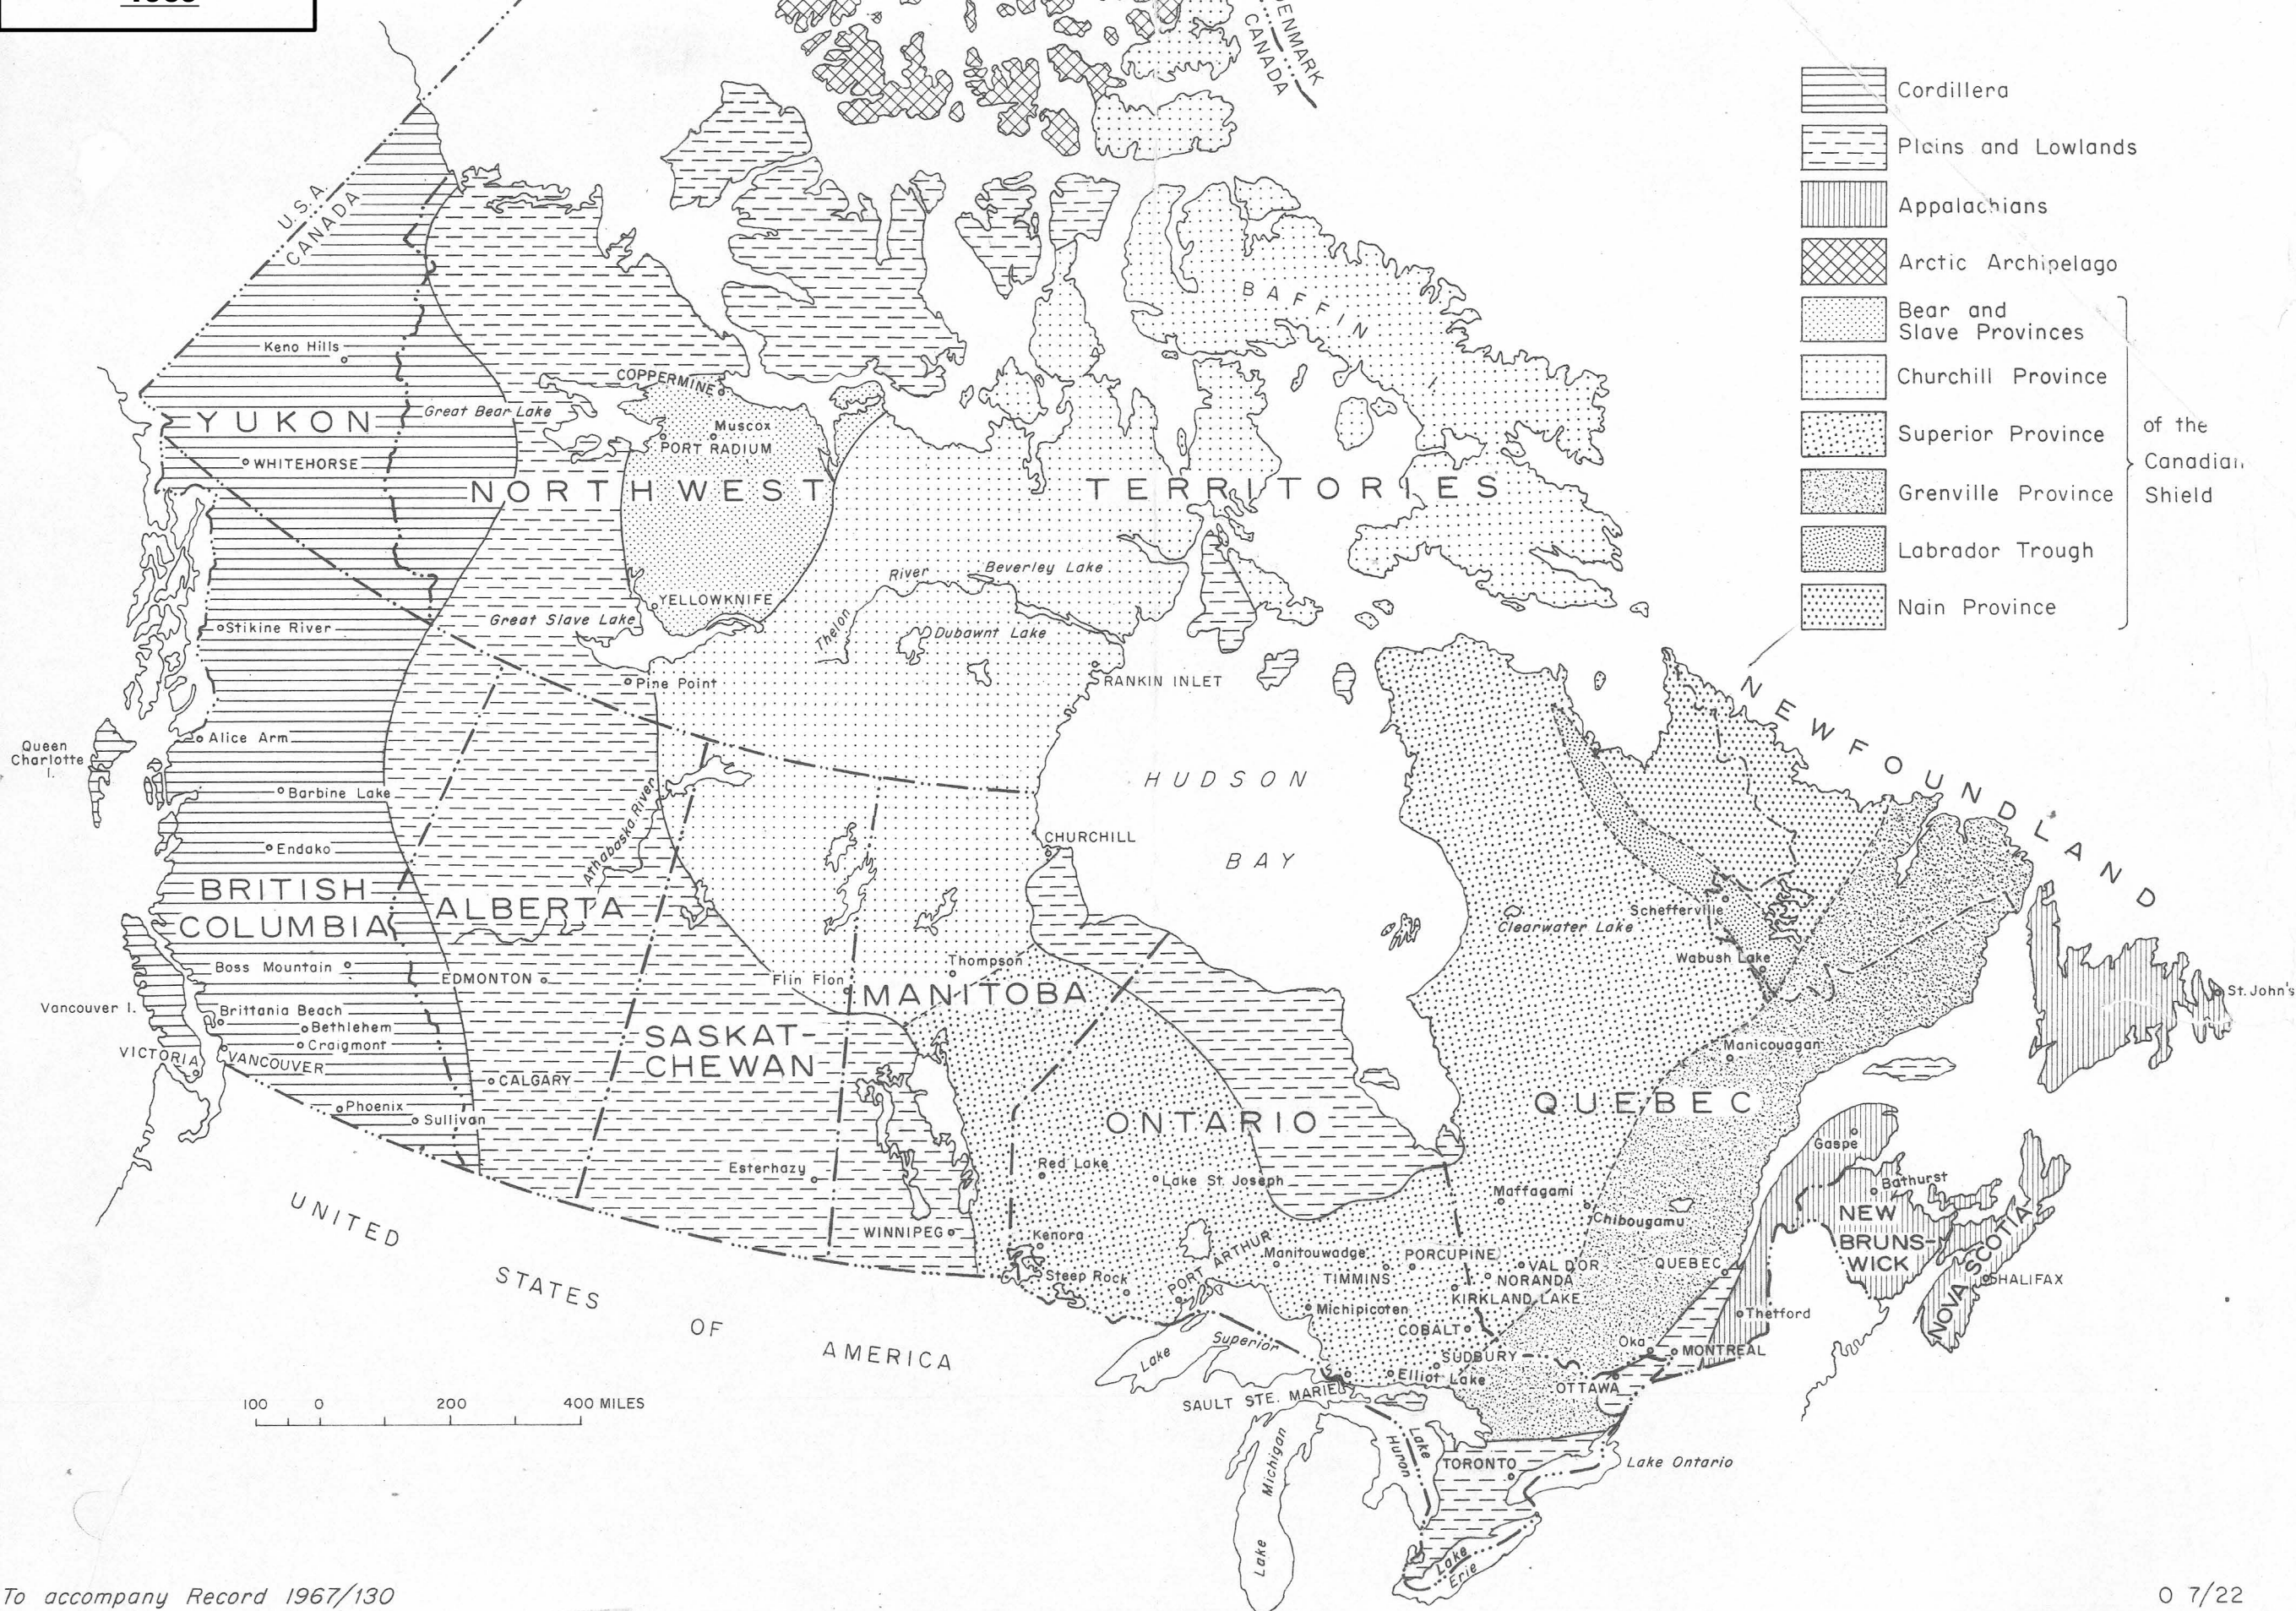 DENMARK
CANADA
Cordillera
Plains and Lowlands
Appalachians
Arctic Archipelago
Bear and
Slave Provinces
Churchill Province
Superior Province
Grenville Province
Labrador Trough
Nain Province
of the
Canadian
Shield
U.S.A.
CANADA
BAFFIN
Keno Hills
COPPERMINE
Great Bear Lake
YUKON
Muscox
PORT RADIUM
WHITEHORSE
NORTHWEST TERRITORIES
River
Beverley Lake
YELLOWKNIFE
Great Slave Lake
Thelon
Dubawnt Lake
Stikine River
Pine Point
RANKIN INLET
NEWFOUNDLAND
Queen
Charlotte
I.
Alice Arm
HUDSON
BAY
Barbine Lake
Athabaska River
CHURCHILL
Endako
BRITISH
COLUMBIA
ALBERTA
Schefferville
Clearwater Lake
Wabush Lake
Boss Mountain
EDMONTON
Flin Flon
Thompson
MANITOBA
St. John's
Vancouver I.
Brittania Beach
Bethlehem
Craigmont
VICTORIA
VANCOUVER
SASKAT-
CHEWAN
Manicouagan
CALGARY
Phoenix
Sullivan
ONTARIO
QUEBEC
Gaspe
Esterhazy
Red Lake
Lake St. Joseph
Maffagami
Chibougamu
Bathurst
NEW
BRUNS-
WICK
NOVA SCOTIA
HALIFAX
WINNIPEG
Kenora
Steep Rock
PORT ARTHUR
Manitouwadge
PORCUPINE
TIMMINS
VAL D'OR
NORANDA
KIRKLAND LAKE
QUEBEC
Michipicoten
COBALT
Thetford
Oka
MONTREAL
UNITED
STATES
OF
AMERICA
Lake
Superior
SUDBURY
Elliot Lake
OTTAWA
SAULT STE. MARIE
100 0 200 400 MILES
Lake Michigan
Lake
Huron
TORONTO
Lake Ontario
Lake
Erie
To accompany Record 1967/130
O 7/22